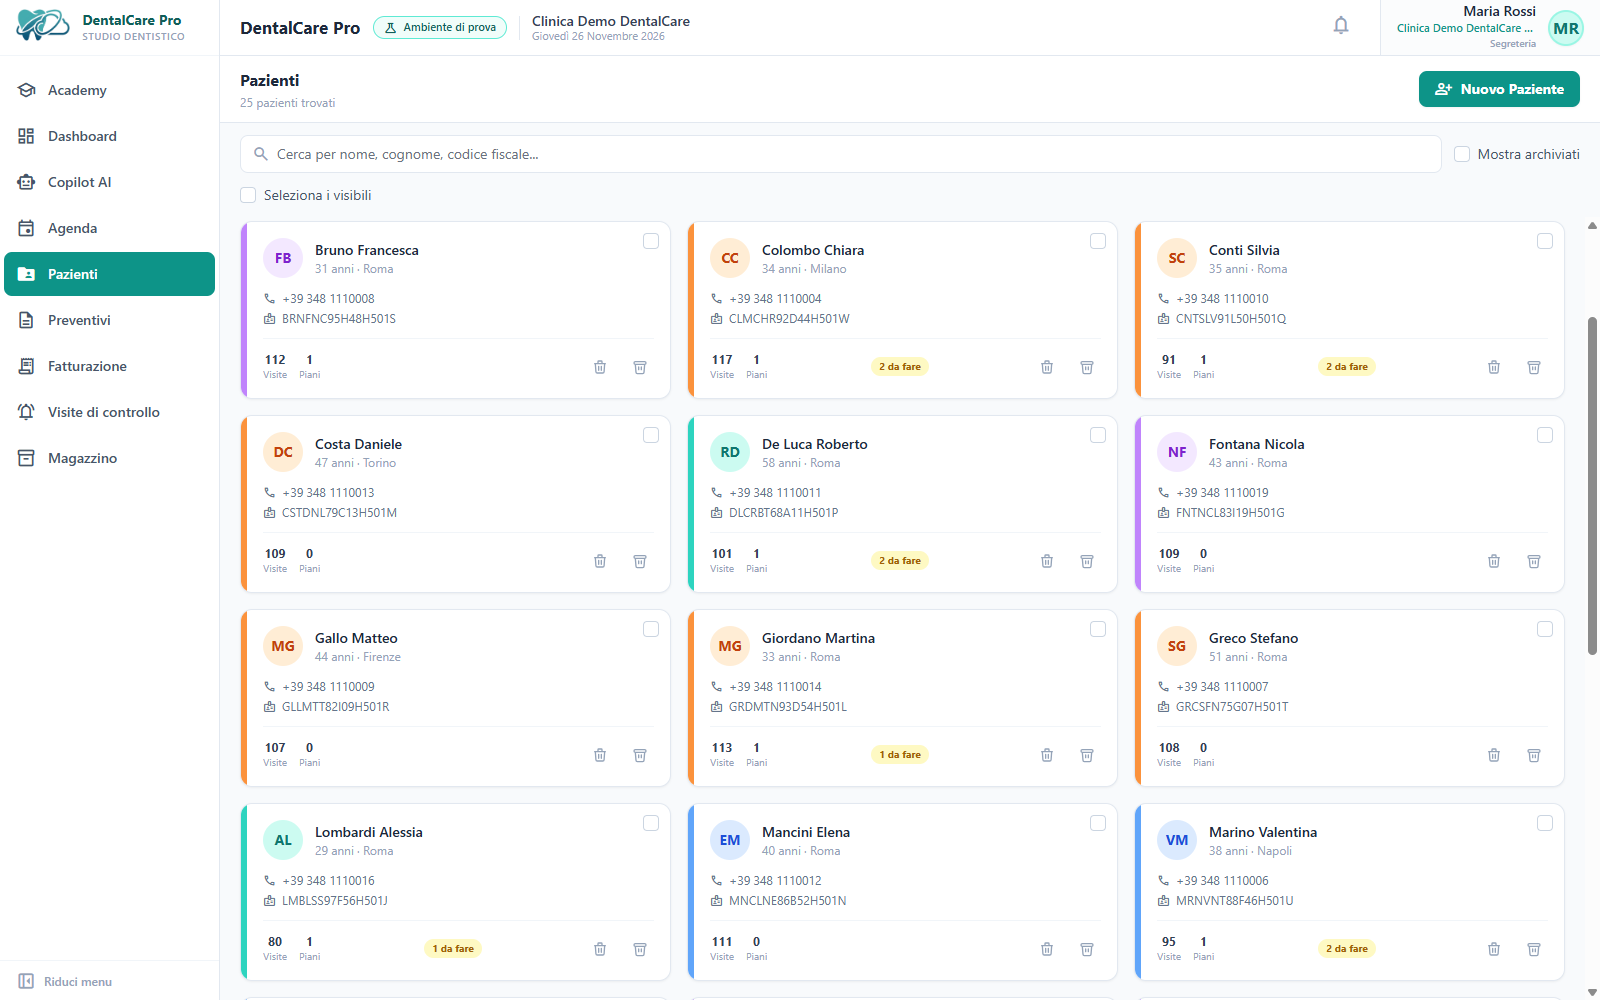 DentalCare Pro
STUDIO DENTISTICO
Academy
Dashboard
Copilot AI
Agenda
Pazienti
Preventivi
Fatturazione
Visite di controllo
Magazzino
Riduci menu
DentalCare Pro
Ambiente di prova
Clinica Demo DentalCare
Giovedì 26 Novembre 2026
Maria Rossi
Clinica Demo DentalCare ...
Segreteria
MR
Pazienti
25 pazienti trovati
Nuovo Paziente
Cerca per nome, cognome, codice fiscale...
Mostra archiviati
Seleziona i visibili
FB
Bruno Francesca
31 anni · Roma
+39 348 1110008
BRNFNC95H48H501S
112 Visite
1 Piani
CC
Colombo Chiara
34 anni · Milano
+39 348 1110004
CLMCHR92D44H501W
117 Visite
1 Piani
2 da fare
SC
Conti Silvia
35 anni · Roma
+39 348 1110010
CNTSLV91L50H501Q
91 Visite
1 Piani
2 da fare
DC
Costa Daniele
47 anni · Torino
+39 348 1110013
CSTDNL79C13H501M
109 Visite
0 Piani
RD
De Luca Roberto
58 anni · Roma
+39 348 1110011
DLCRBT68A11H501P
101 Visite
1 Piani
2 da fare
NF
Fontana Nicola
43 anni · Roma
+39 348 1110019
FNTNCL83I19H501G
109 Visite
0 Piani
MG
Gallo Matteo
44 anni · Firenze
+39 348 1110009
GLLMTT82I09H501R
107 Visite
0 Piani
MG
Giordano Martina
33 anni · Roma
+39 348 1110014
GRDMTN93D54H501L
113 Visite
1 Piani
1 da fare
SG
Greco Stefano
51 anni · Roma
+39 348 1110007
GRCSFN75G07H501T
108 Visite
0 Piani
AL
Lombardi Alessia
29 anni · Roma
+39 348 1110016
LMBLSS97F56H501J
80 Visite
1 Piani
1 da fare
EM
Mancini Elena
40 anni · Roma
+39 348 1110012
MNCLNE86B52H501N
111 Visite
0 Piani
VM
Marino Valentina
38 anni · Napoli
+39 348 1110006
MRNVNT88F46H501U
95 Visite
1 Piani
2 da fare